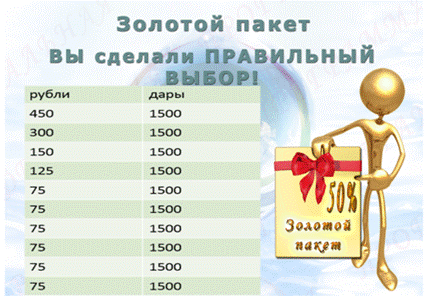 Золотой пакет
ВЫ сделали ПРАВИЛЬНЫЙ
ВЫБОР!
рубли дары
450 1500
300 1500
150 1500
125 1500
75 1500
75 1500
75 1500
75 1500
75 1500
75 1500
50%
Золотой
пакет